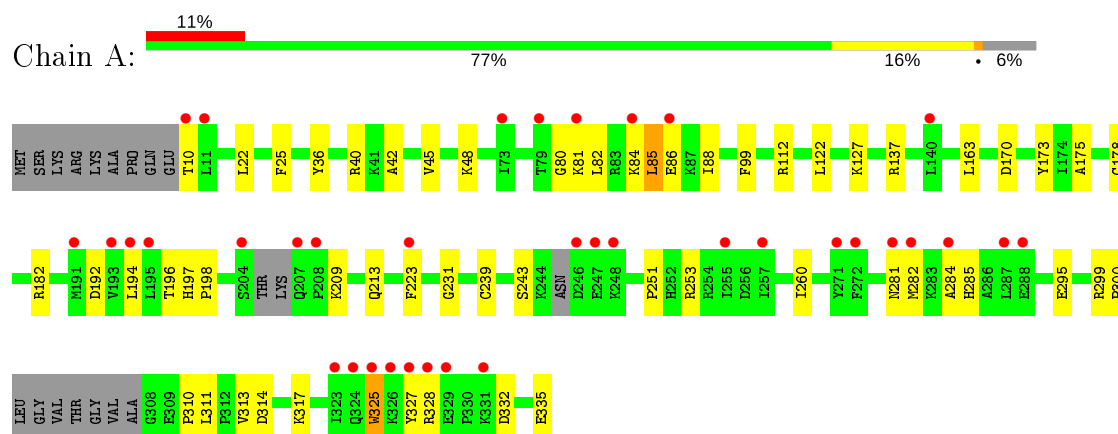 11%
Chain A:
77% 16% • 6%
MET SER LYS ARG LYS ALA PRO GLN GLU T10 L11 L22 F25 Y36 R40 K41 A42 V45 K48 I73 T79 G80 K81 L82 R83 K84 L85 E86 K87 I88 F99 R112 L122 K127 R137 L140 L163 D170 Y173 I174 A175
R182 M191 D192 V193 L194 L195 T196 H197 P198 S204 THR LYS Q207 P208 K209 Q213 F223 G231 C239 S243 K244 ASN D246 E247 K248 P251 H252 R253 R254 I255 D256 I257 I260 Y271 F272 N281 M282 K283 A284 H285 A286 L287 E288 E295 R299
LEU GLY VAL THR GLY VAL ALA G308 E309 P310 L311 P312 V313 D314 K317 I323 Q324 W325 K326 Y327 R328 E329 P330 K331 D332 E335